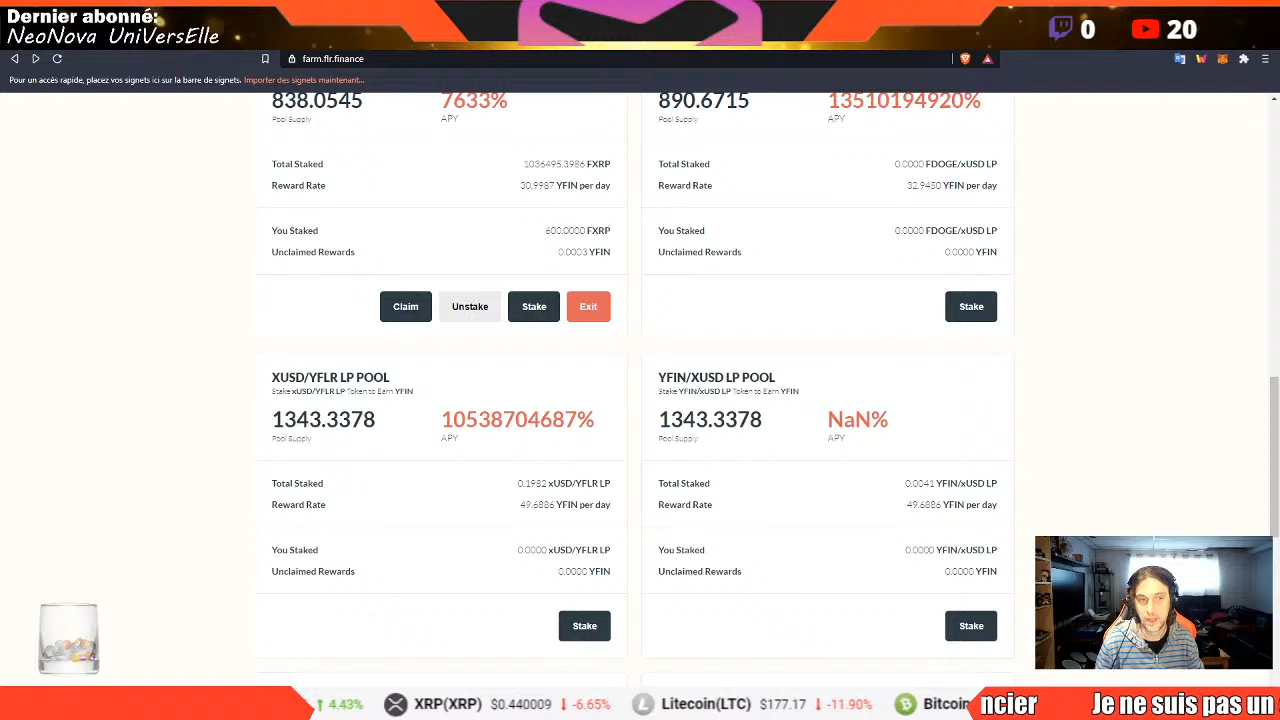 Dernier abonné:
NeoNova UniVersElle
0
20
farm.flr.finance
Pour un accès rapide, placez vos signets ici sur la barre de signets. Importer des signets maintenant...
838.0545
Pool Supply
7633%
APY
Total Staked 1036495.3986 FXRP
Reward Rate 30.9987 YFIN per day
You Staked 600.0000 FXRP
Unclaimed Rewards 0.0003 YFIN
Claim Unstake Stake Exit
890.6715
Pool Supply
13510194920%
APY
Total Staked 0.0000 FDOGE/xUSD LP
Reward Rate 32.9450 YFIN per day
You Staked 0.0000 FDOGE/xUSD LP
Unclaimed Rewards 0.0000 YFIN
Stake
XUSD/YFLR LP POOL
Stake xUSD/YFLR LP Token to Earn YFIN
1343.3378
Pool Supply
10538704687%
APY
Total Staked 0.1982 xUSD/YFLR LP
Reward Rate 49.6886 YFIN per day
You Staked 0.0000 xUSD/YFLR LP
Unclaimed Rewards 0.0000 YFIN
Stake
YFIN/XUSD LP POOL
Stake YFIN/xUSD LP Token to Earn YFIN
1343.3378
Pool Supply
NaN%
APY
Total Staked 0.0041 YFIN/xUSD LP
Reward Rate 49.6886 YFIN per day
You Staked 0.0000 YFIN/xUSD LP
Unclaimed Rewards 0.0000 YFIN
Stake
4.43% XRP(XRP) $0.440009 -6.65% Litecoin(LTC) $177.17 -11.90% Bitcoin
ncier Je ne suis pas un